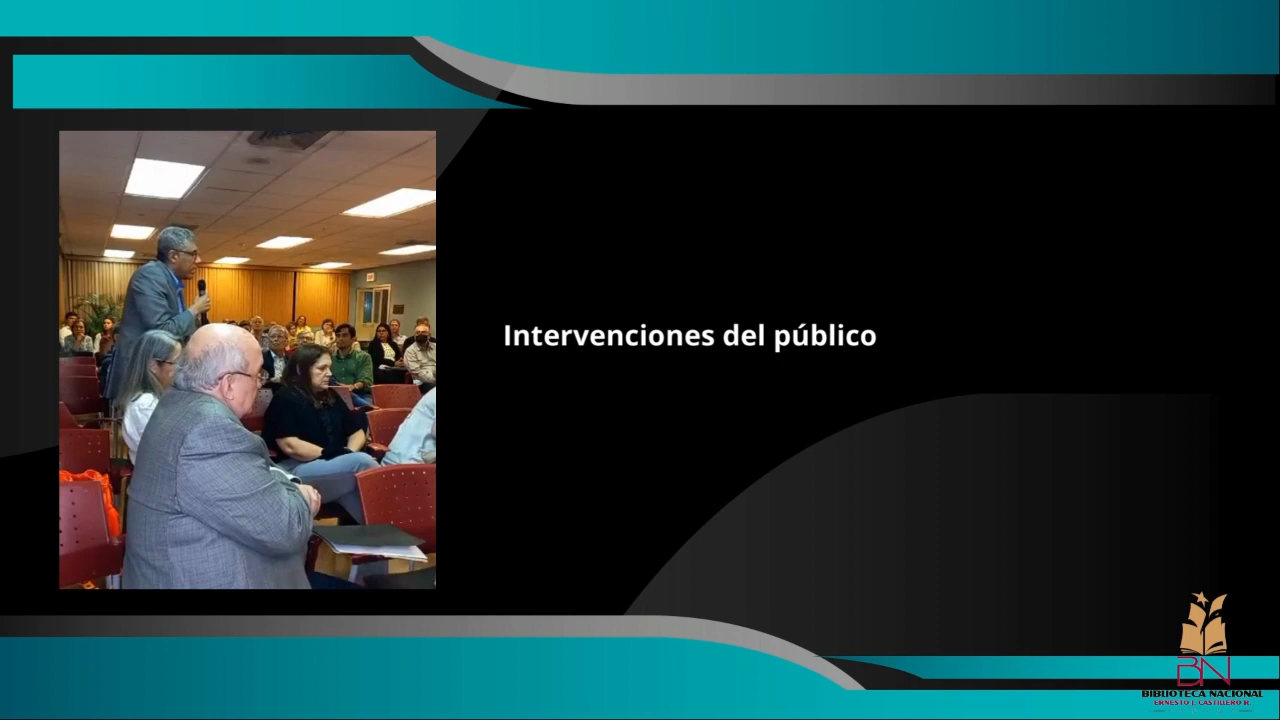 Intervenciones del público
BN
BIBLIOTECA NACIONAL
ERNESTO J. CASTILLERO R.